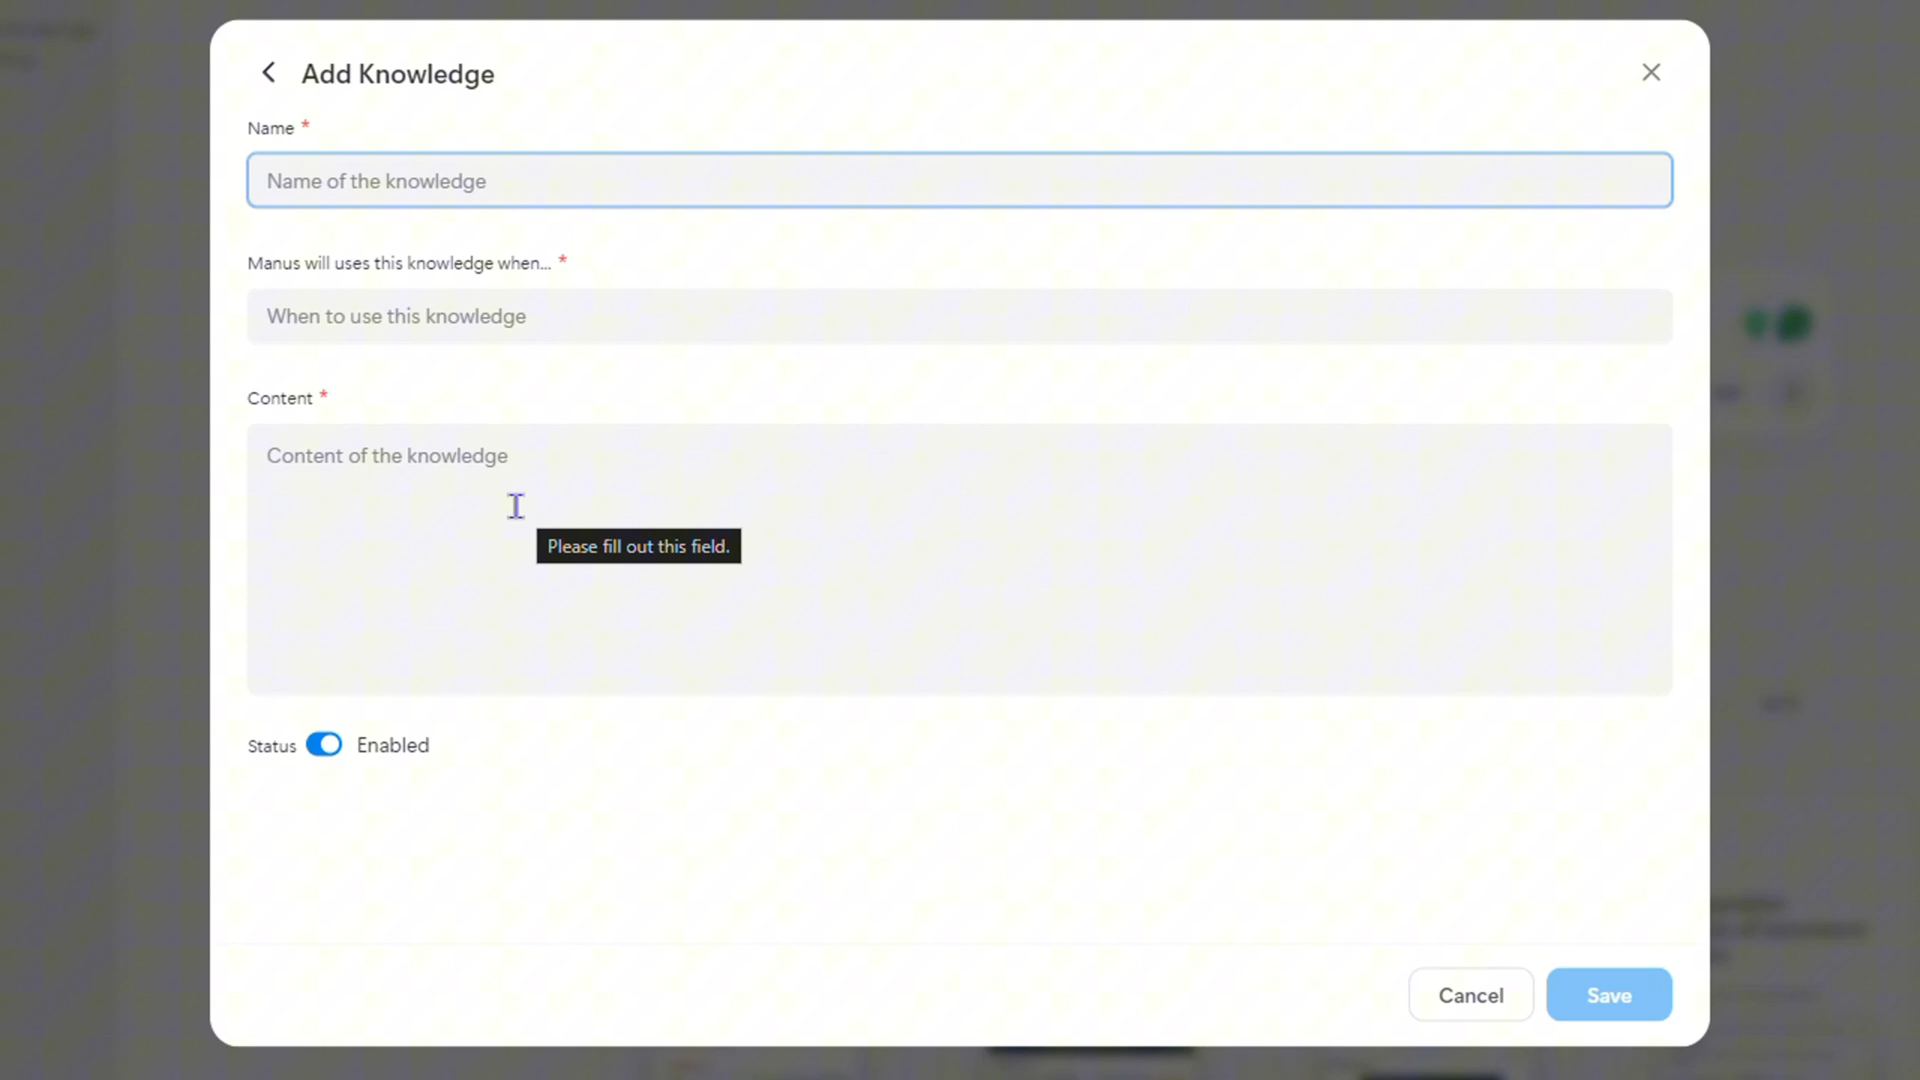 Add Knowledge
Name *
Name of the knowledge
Manus will uses this knowledge when... *
When to use this knowledge
Content *
Content of the knowledge
Please fill out this field.
Status Enabled
Cancel Save